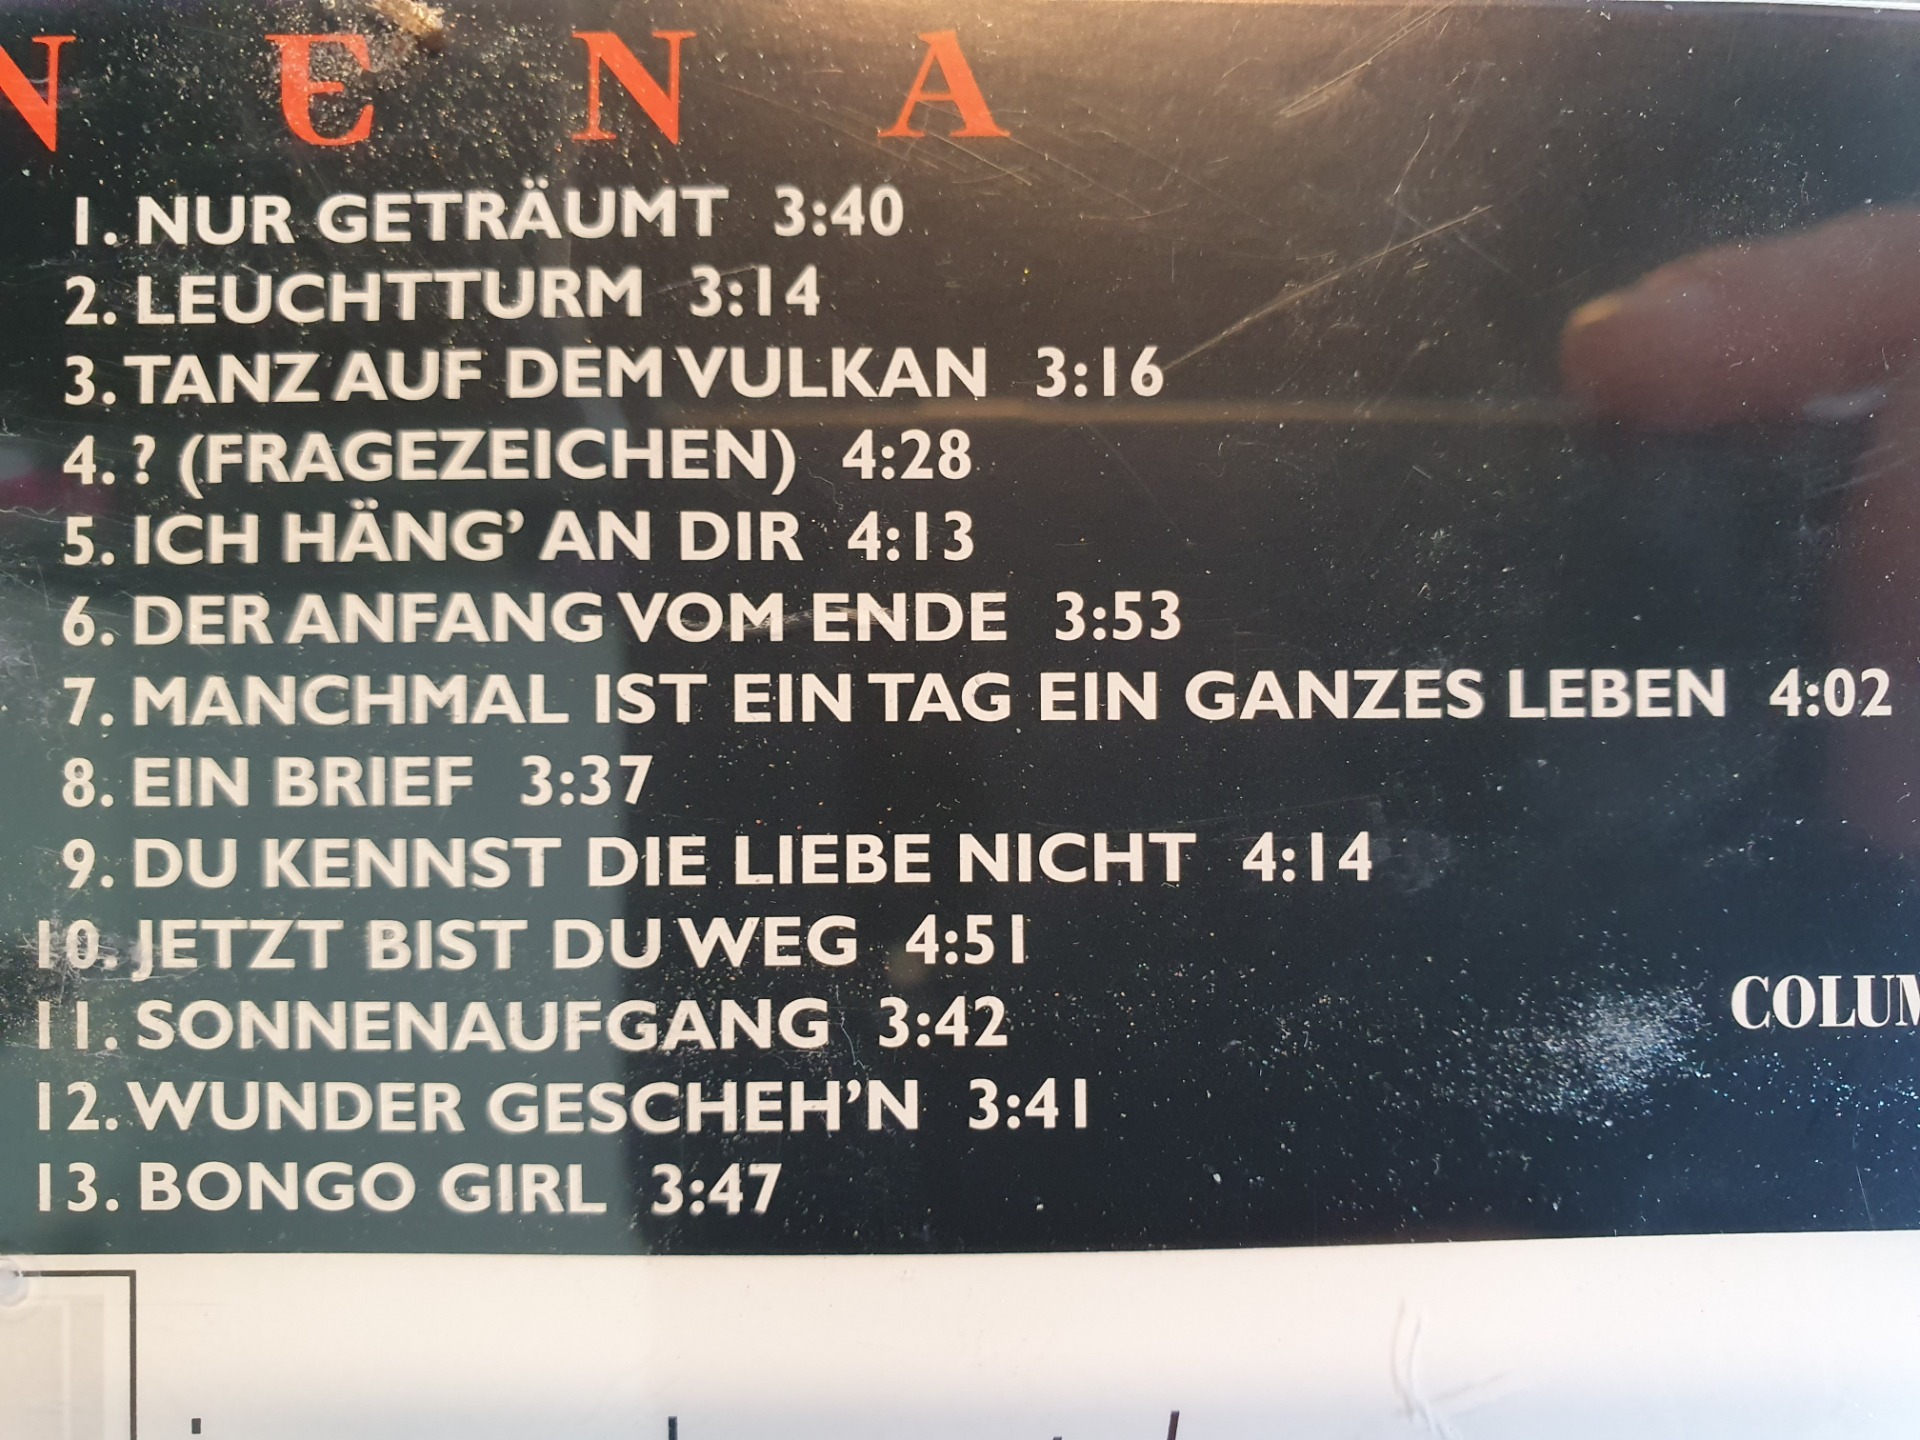 NENA
1. NUR GETRÄUMT 3:40
2. LEUCHTTURM 3:14
3. TANZ AUF DEM VULKAN 3:16
4. ? (FRAGEZEICHEN) 4:28
5. ICH HÄNG' AN DIR 4:13
6. DER ANFANG VOM ENDE 3:53
7. MANCHMAL IST EIN TAG EIN GANZES LEBEN 4:02
8. EIN BRIEF 3:37
9. DU KENNST DIE LIEBE NICHT 4:14
10. JETZT BIST DU WEG 4:51
COLUM
11. SONNENAUFGANG 3:42
12. WUNDER GESCHEH'N 3:41
13. BONGO GIRL 3:47